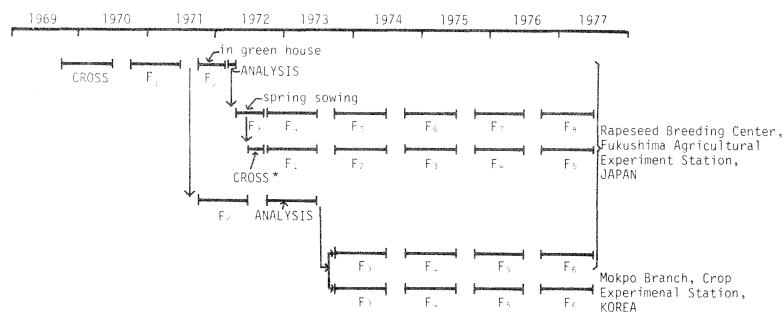 1969 1970 1971 1972 1973 1974 1975 1976 1977
in green house
CROSS F₁ F₂ ANALYSIS
spring sowing
F₃ F₄ F₅ F₆ F₇ F₈
CROSS* F₁ F₂ F₃ F₄ F₅
Rapeseed Breeding Center,
Fukushima Agricultural
Experiment Station,
JAPAN
F₂ ANALYSIS
F₃ F₄ F₅ F₆
Mokpo Branch, Crop
Experimenal Station,
KOREA
F₃ F₄ F₅ F₆